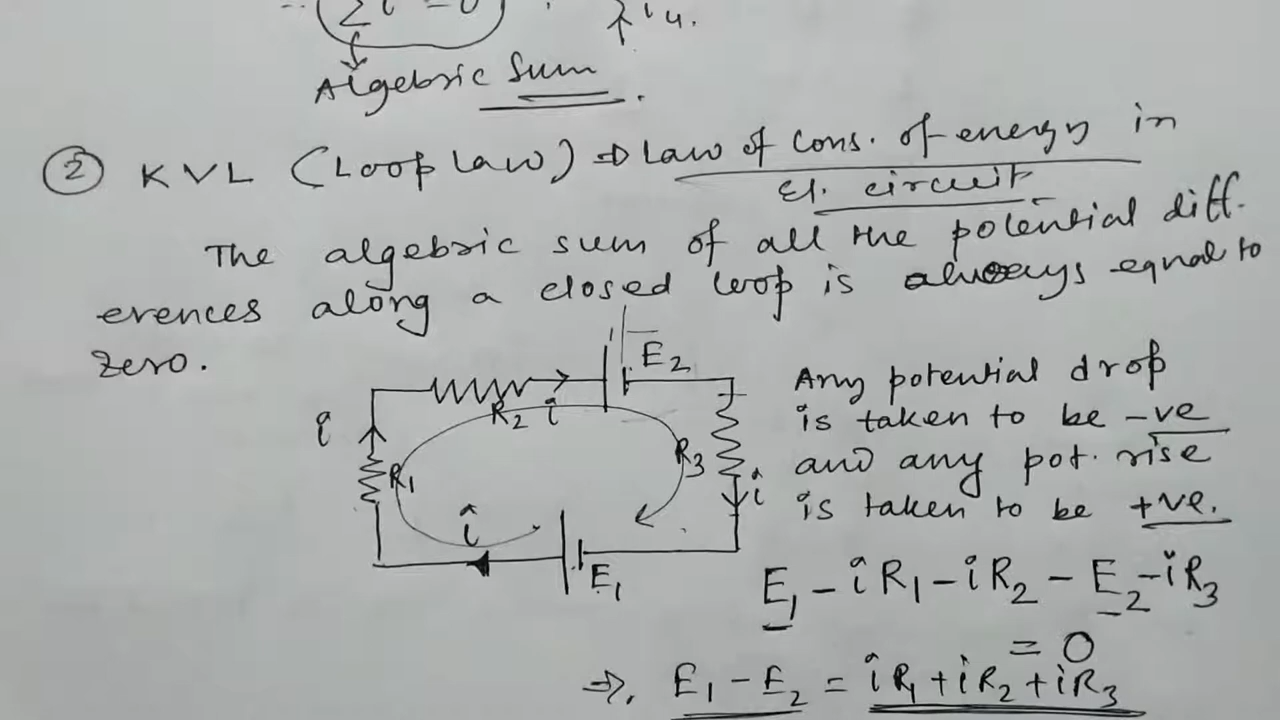 Σi = 0
i4.
Algebric Sum.
② KVL (Loop law) ⇒ Law of Cons. of energy in
El. circuit
The algebric sum of all the potential diff-
erences along a closed loop is always equal to
zero.
E2
R2 i
i
R1
R3
i
i
E1
Any potential drop
is taken to be -ve
and any pot. rise
is taken to be +ve.
E1 - iR1 - iR2 - E2 - iR3
= 0
⇒. E1 - E2 = iR1 + iR2 + iR3